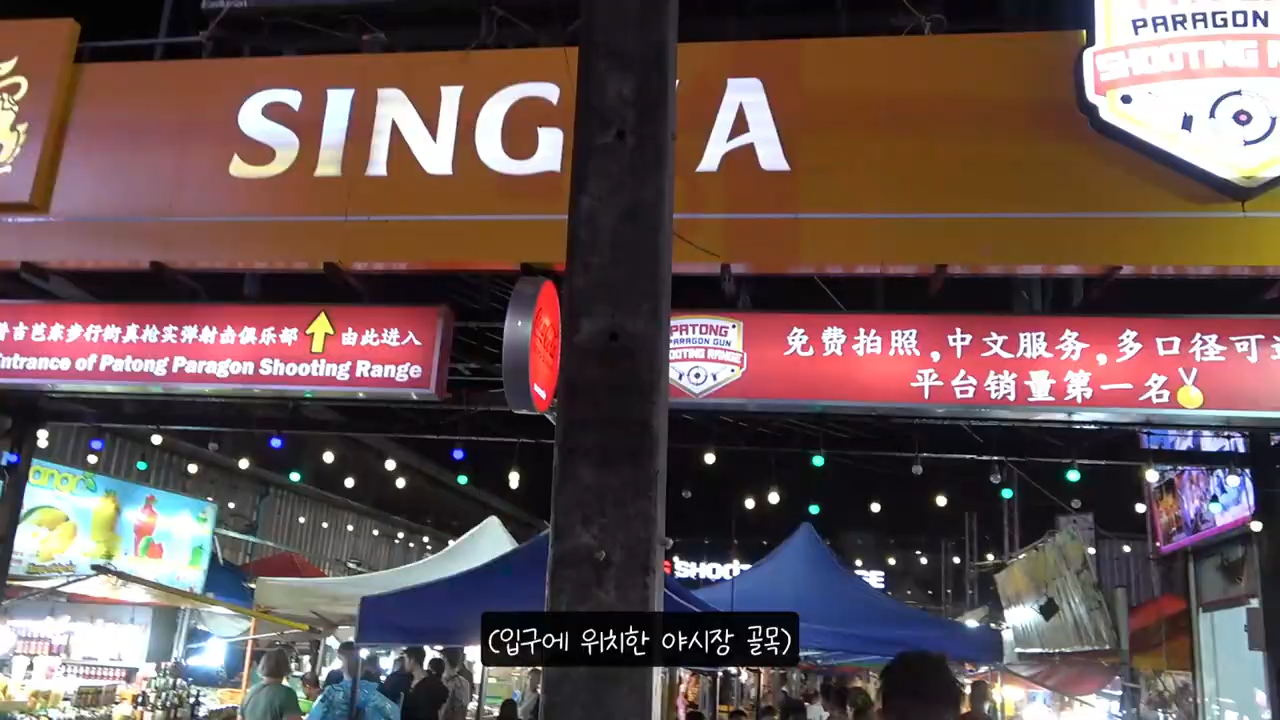 SING A
PARAGON
SHOOTING
普吉芭东步行街真枪实弹射击俱乐部 由此进入
Entrance of Patong Paragon Shooting Range
PATONG
PARAGON GUN
SHOOTING RANGE
免费拍照,中文服务,多口径可选
平台销量第一名
(입구에 위치한 야시장 골목)